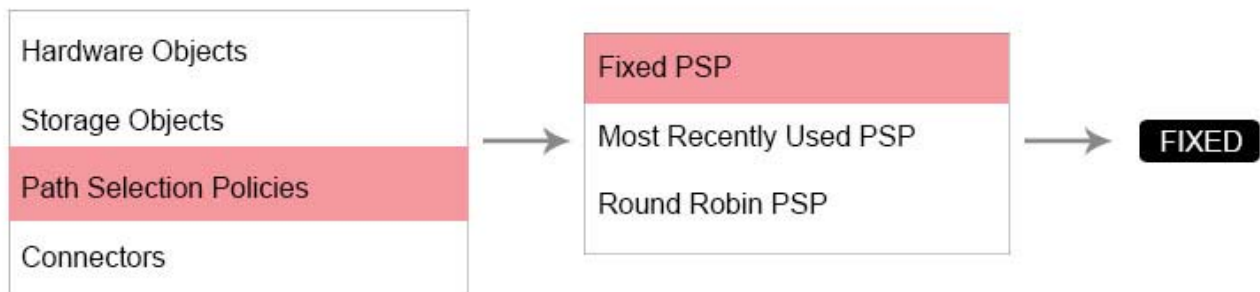 Hardware Objects
Storage Objects
Path Selection Policies
Connectors
Fixed PSP
Most Recently Used PSP
Round Robin PSP
FIXED